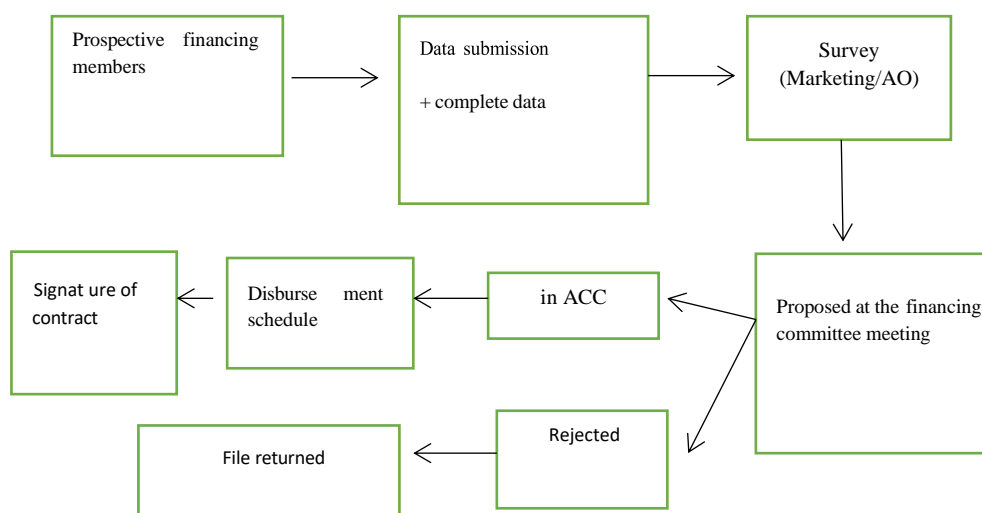 Prospective financing
members
Data submission
+ complete data
Survey
(Marketing/AO)
Proposed at the financing
committee meeting
in ACC
Disburse ment
schedule
Signat ure of
contract
Rejected
File returned